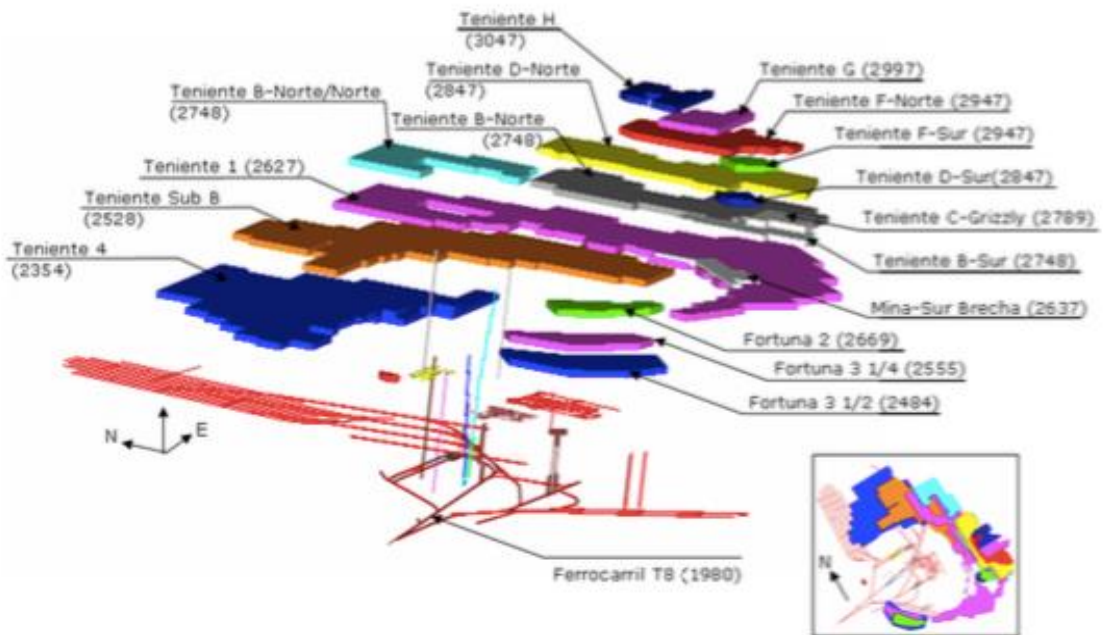 Teniente H
(3047)
Teniente D-Norte
(2847)
Teniente G (2997)
Teniente B-Norte/Norte
(2748)
Teniente F-Norte (2947)
Teniente B-Norte
(2748)
Teniente F-Sur (2947)
Teniente 1 (2627)
Teniente D-Sur(2847)
Teniente Sub B
(2528)
Teniente C-Grizzly (2789)
Teniente 4
(2354)
Teniente B-Sur (2748)
Mina-Sur Brecha (2637)
Fortuna 2 (2669)
Fortuna 3 1/4 (2555)
Fortuna 3 1/2 (2484)
N
E
Ferrocarril T8 (1980)
N